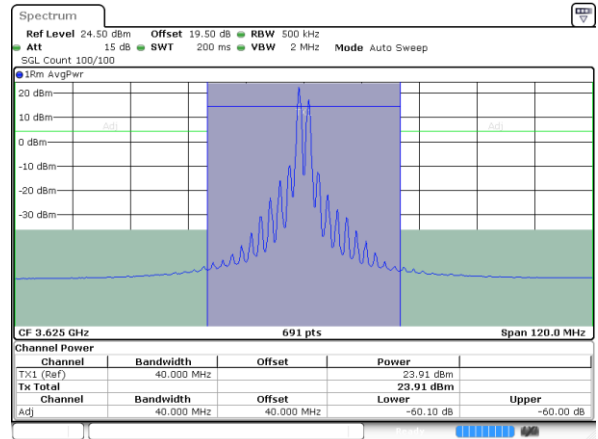 Spectrum
Ref Level 24.50 dBm Offset 19.50 dB RBW 500 kHz
Att 15 dB SWT 200 ms VBW 2 MHz Mode Auto Sweep
SGL Count 100/100
1Rm AvgPwr
20 dBm
10 dBm
Adj Adj
0 dBm
-10 dBm
-20 dBm
-30 dBm
CF 3.625 GHz 691 pts Span 120.0 MHz
Channel Power
Channel Bandwidth Offset Power
TX1 (Ref) 40.000 MHz 23.91 dBm
Tx Total 23.91 dBm
Channel Bandwidth Offset Lower Upper
Adj 40.000 MHz 40.000 MHz -60.10 dB -60.00 dB